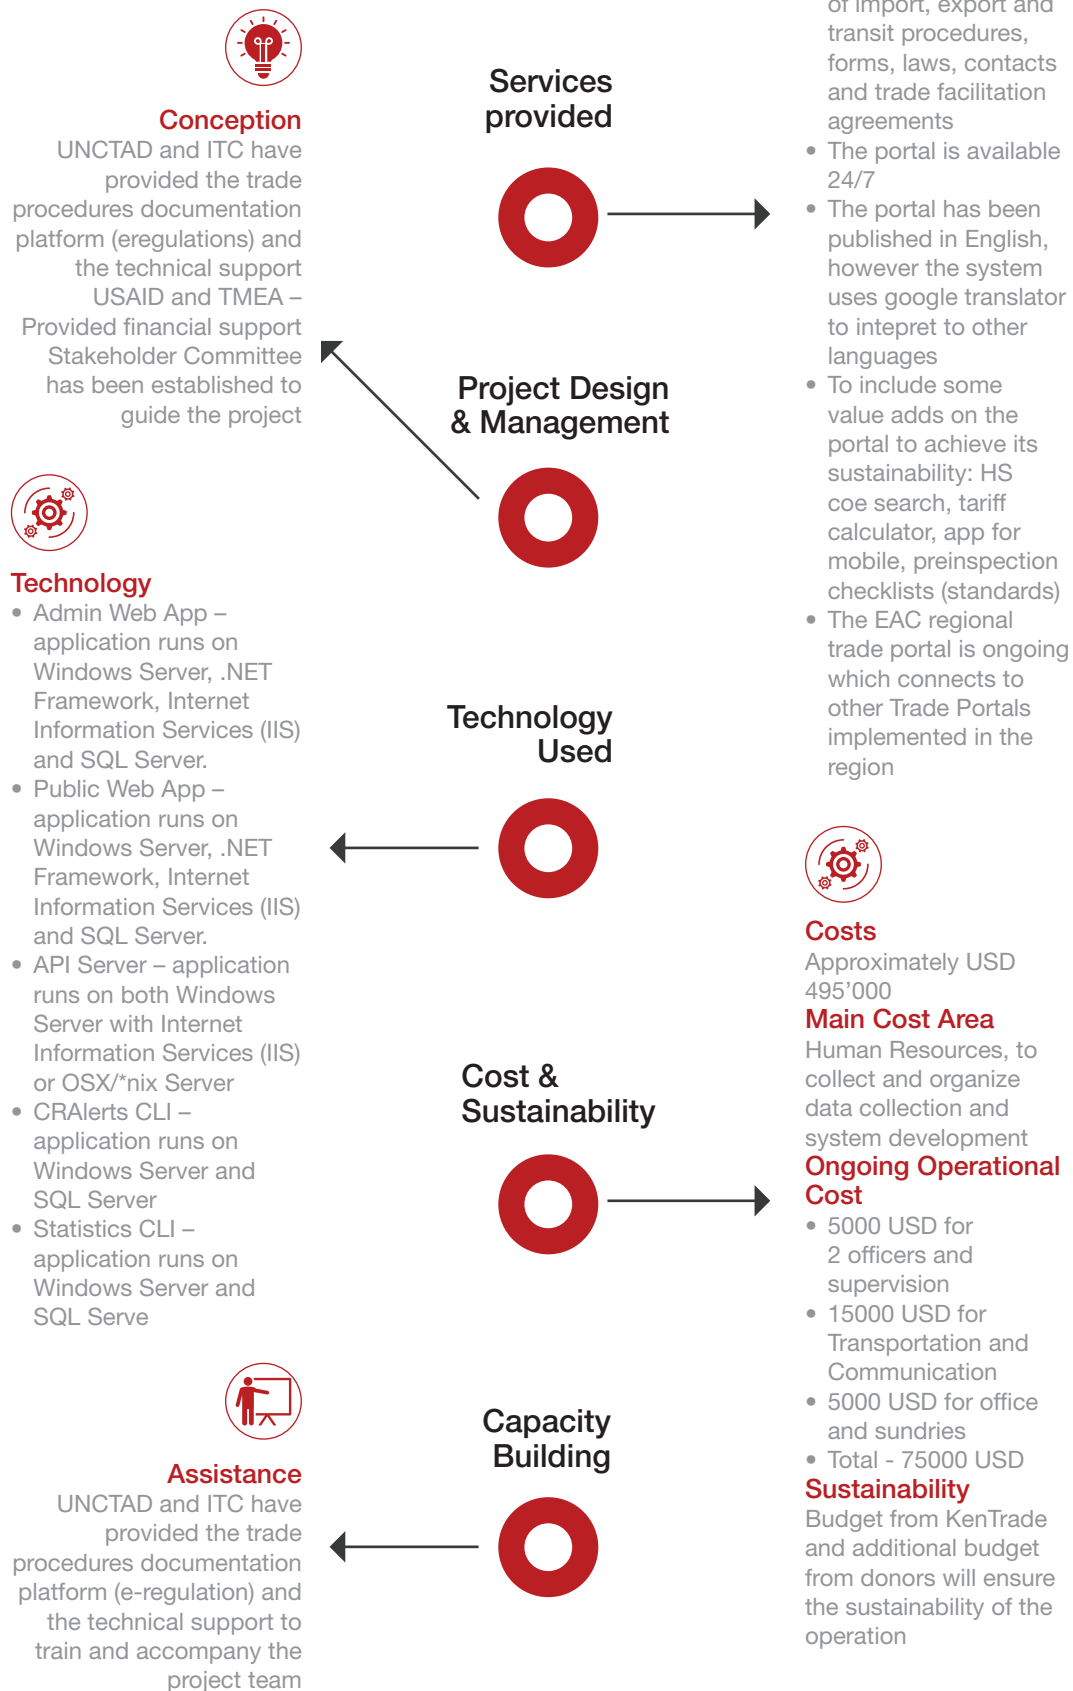 Conception
UNCTAD and ITC have
provided the trade
procedures documentation
platform (eregulations) and
the technical support
USAID and TMEA –
Provided financial support
Stakeholder Committee
has been established to
guide the project
Technology
• Admin Web App –
application runs on
Windows Server, .NET
Framework, Internet
Information Services (IIS)
and SQL Server.
• Public Web App –
application runs on
Windows Server, .NET
Framework, Internet
Information Services (IIS)
and SQL Server.
• API Server – application
runs on both Windows
Server with Internet
Information Services (IIS)
or OSX/*nix Server
• CRAlerts CLI –
application runs on
Windows Server and
SQL Server
• Statistics CLI –
application runs on
Windows Server and
SQL Serve
Assistance
UNCTAD and ITC have
provided the trade
procedures documentation
platform (e-regulation) and
the technical support to
train and accompany the
project team
Services
provided
Project Design
& Management
Technology
Used
Cost &
Sustainability
Capacity
Building
of import, export and
transit procedures,
forms, laws, contacts
and trade facilitation
agreements
• The portal is available
24/7
• The portal has been
published in English,
however the system
uses google translator
to intepret to other
languages
• To include some
value adds on the
portal to achieve its
sustainability: HS
coe search, tariff
calculator, app for
mobile, preinspection
checklists (standards)
• The EAC regional
trade portal is ongoing
which connects to
other Trade Portals
implemented in the
region
Costs
Approximately USD
495’000
Main Cost Area
Human Resources, to
collect and organize
data collection and
system development
Ongoing Operational
Cost
• 5000 USD for
2 officers and
supervision
• 15000 USD for
Transportation and
Communication
• 5000 USD for office
and sundries
• Total - 75000 USD
Sustainability
Budget from KenTrade
and additional budget
from donors will ensure
the sustainability of the
operation